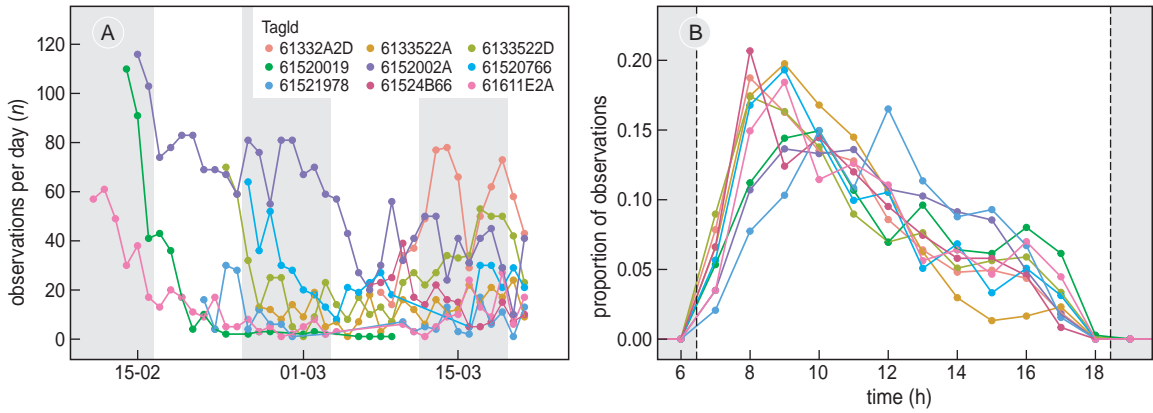 A
TagId
61332A2D 6133522A 6133522D
61520019 6152002A 61520766
61521978 61524B66 61611E2A
observations per day (n)
120
100
80
60
40
20
0
15-02 01-03 15-03
B
proportion of observations
0.20
0.15
0.10
0.05
0.00
6 8 10 12 14 16 18
time (h)